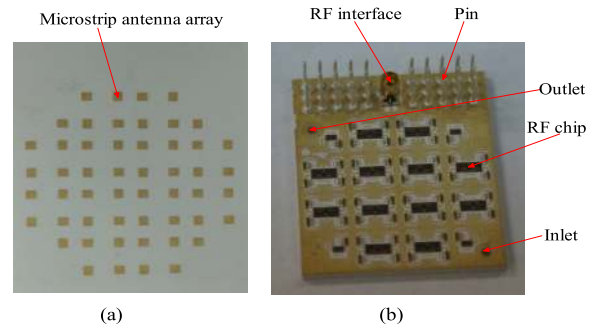 Microstrip antenna array
RF interface
Pin
Outlet
RF chip
Inlet
(a)
(b)